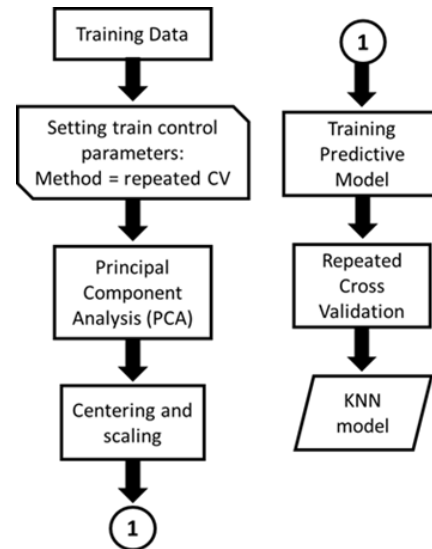 Training Data
Setting train control
parameters:
Method = repeated CV
Principal
Component
Analysis (PCA)
Centering and
scaling
1
1
Training
Predictive
Model
Repeated
Cross
Validation
KNN
model